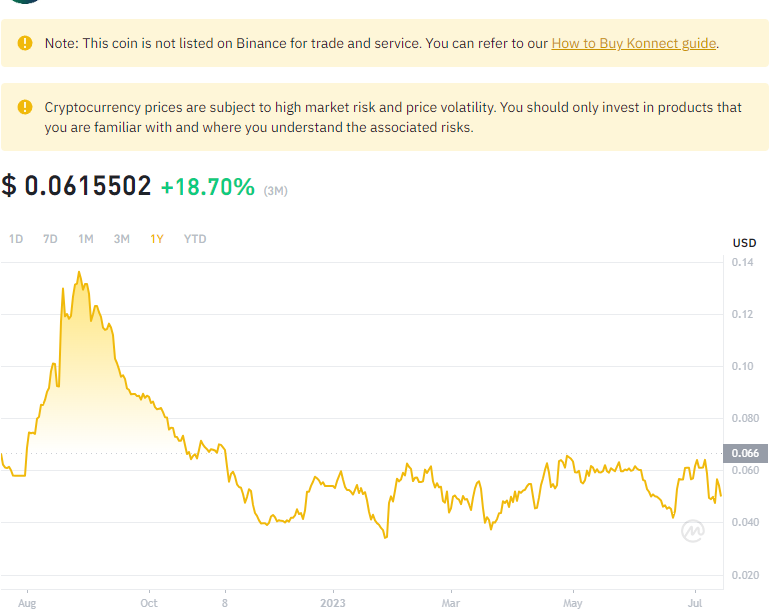 Note: This coin is not listed on Binance for trade and service. You can refer to our How to Buy Konnect guide.
Cryptocurrency prices are subject to high market risk and price volatility. You should only invest in products that
you are familiar with and where you understand the associated risks.
$ 0.0615502 +18.70% (3M)
1D 7D 1M 3M 1Y YTD
USD
0.14
0.12
0.10
0.080
0.066
0.060
0.040
0.020
Aug Oct 8 2023 Mar May Jul